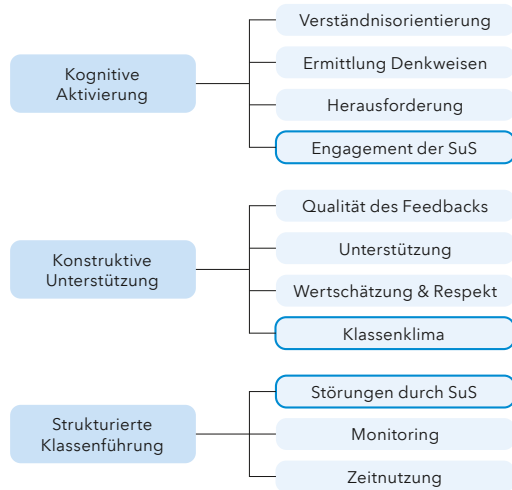 Kognitive
Aktivierung
Verständnisorientierung
Ermittlung Denkweisen
Herausforderung
Engagement der SuS
Konstruktive
Unterstützung
Qualität des Feedbacks
Unterstützung
Wertschätzung & Respekt
Klassenklima
Strukturierte
Klassenführung
Störungen durch SuS
Monitoring
Zeitnutzung